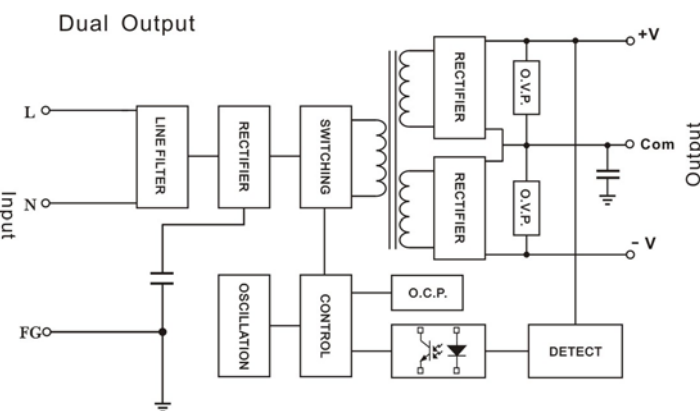 Dual Output
+V
L
LINE FILTER
RECTIFIER
SWITCHING
RECTIFIER
O.V.P.
Com
Output
Input
N
RECTIFIER
O.V.P.
- V
OSCILLATION
CONTROL
O.C.P.
FG
DETECT